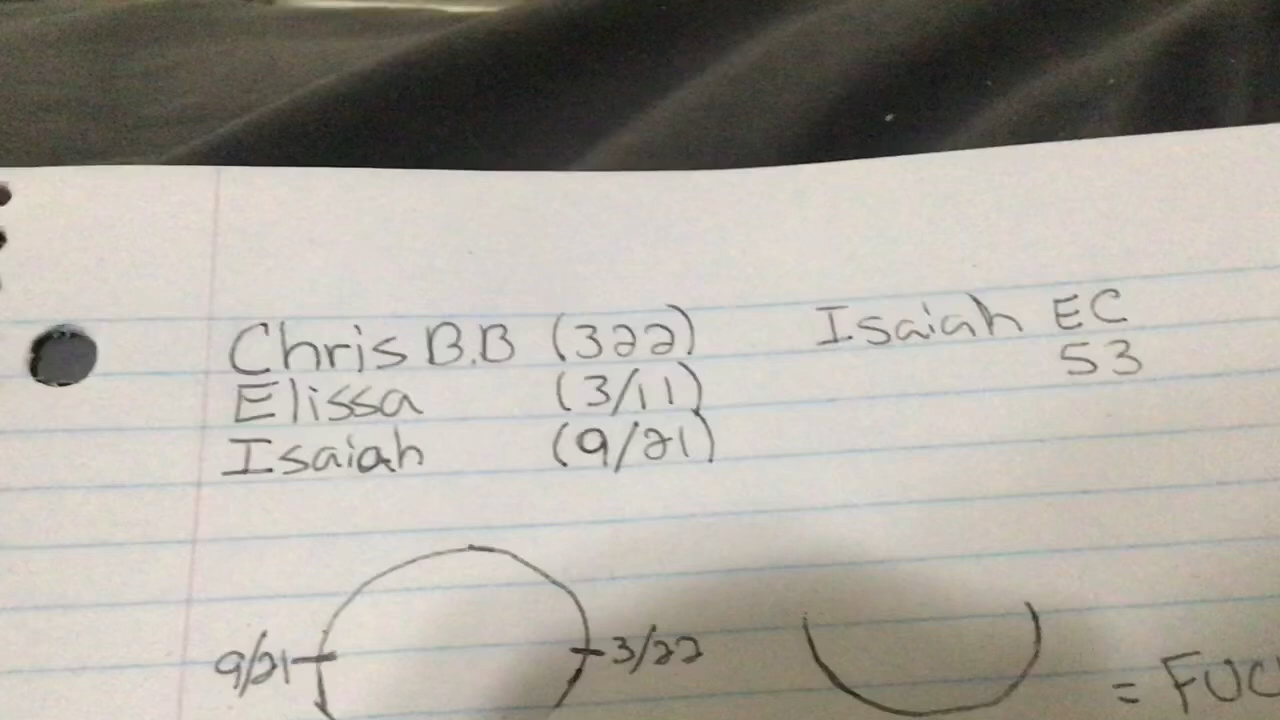 Chris B.B (322)
Elissa (3/11)
Isaiah (9/21)
Isaiah EC
53
9/21
3/22
=